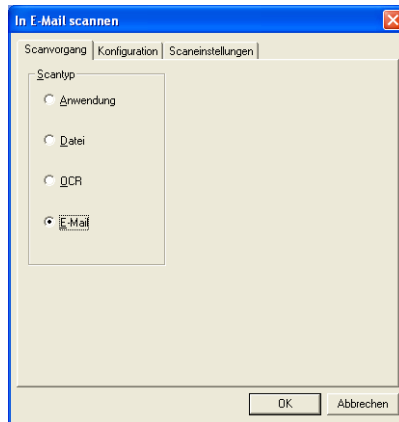 In E-Mail scannen
Scanvorgang Konfiguration Scaneinstellungen
Scantyp
Anwendung
Datei
OCR
E-Mail
OK Abbrechen